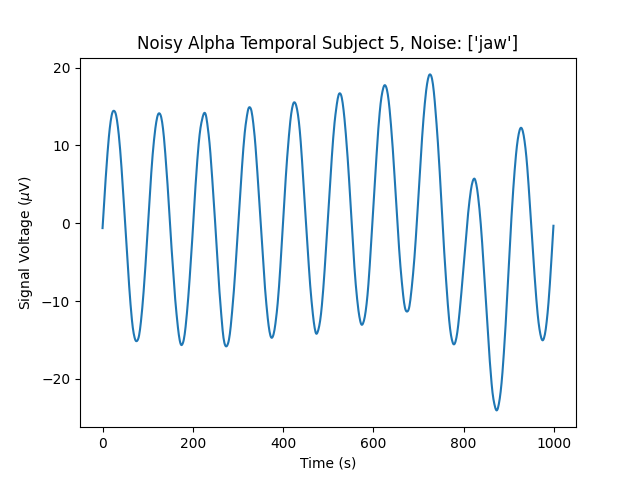 Noisy Alpha Temporal Subject 5, Noise: ['jaw']
20
10
0
−10
−20
Signal Voltage (μV)
0 200 400 600 800 1000
Time (s)